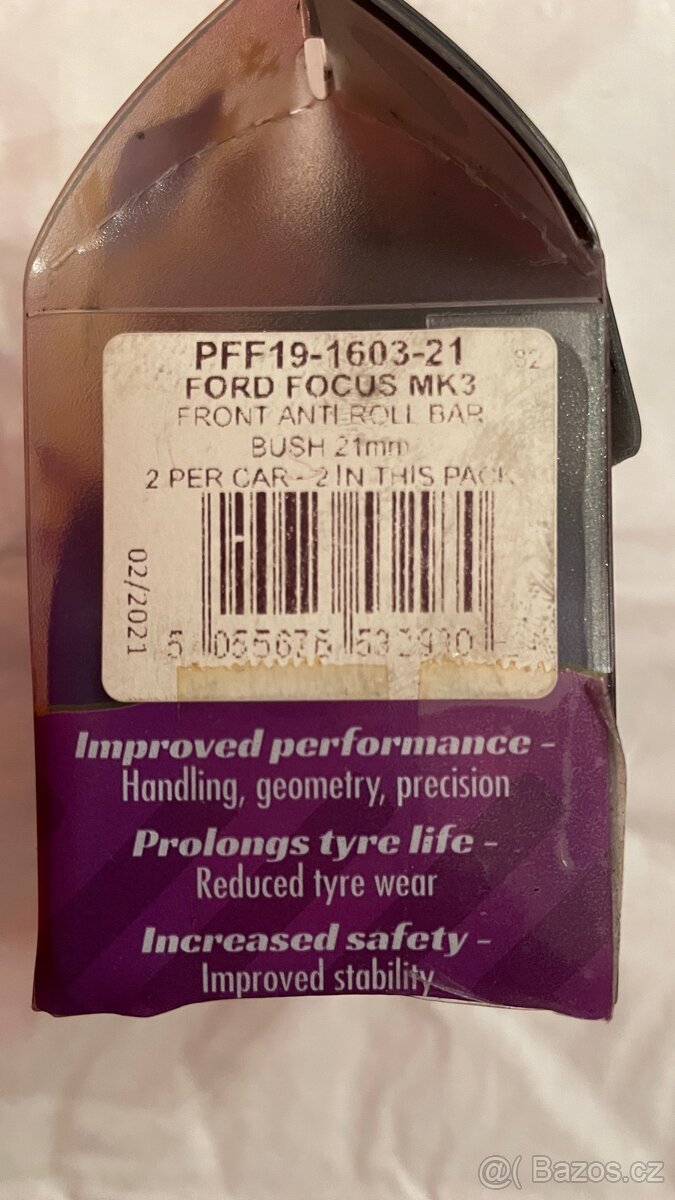 PFF19-1603-21
82
FORD FOCUS MK3
FRONT ANTI ROLL BAR
BUSH 21mm
2 PER CAR - 2 IN THIS PACK
02/2021
Improved performance -
Handling, geometry, precision
Prolongs tyre life -
Reduced tyre wear
Increased safety -
Improved stability
@( Bazos.cz